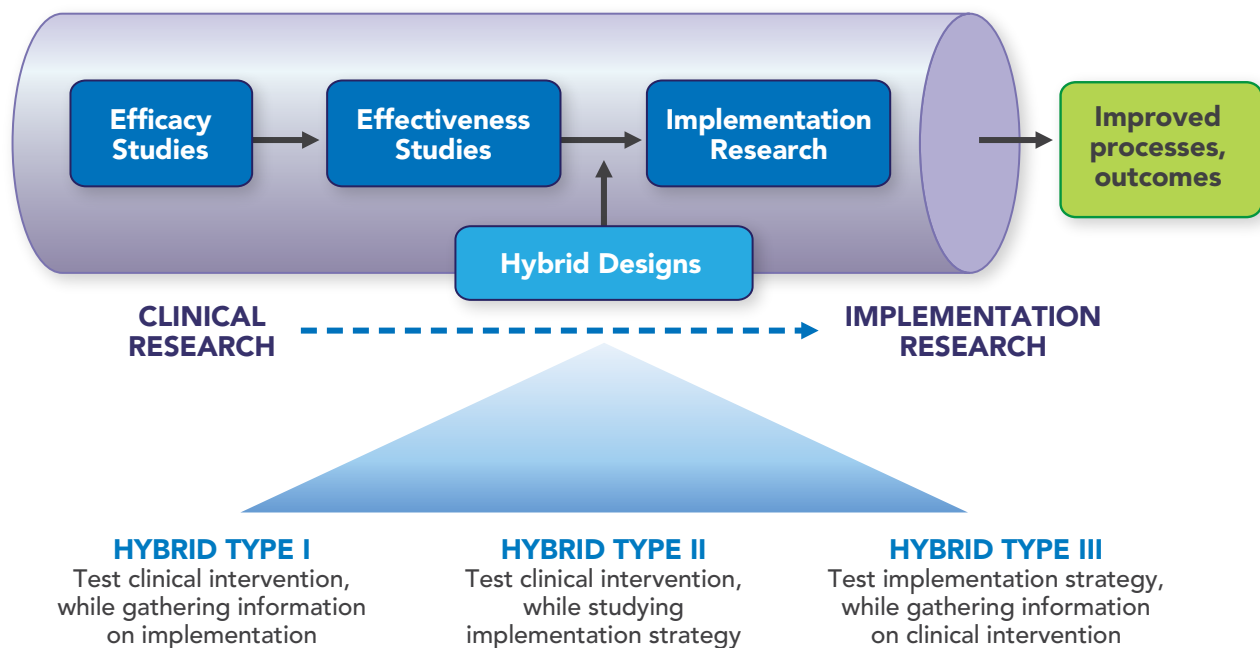 Efficacy
Studies
Effectiveness
Studies
Implementation
Research
Improved
processes,
outcomes
Hybrid Designs
CLINICAL
RESEARCH
IMPLEMENTATION
RESEARCH
HYBRID TYPE I
Test clinical intervention,
while gathering information
on implementation
HYBRID TYPE II
Test clinical intervention,
while studying
implementation strategy
HYBRID TYPE III
Test implementation strategy,
while gathering information
on clinical intervention